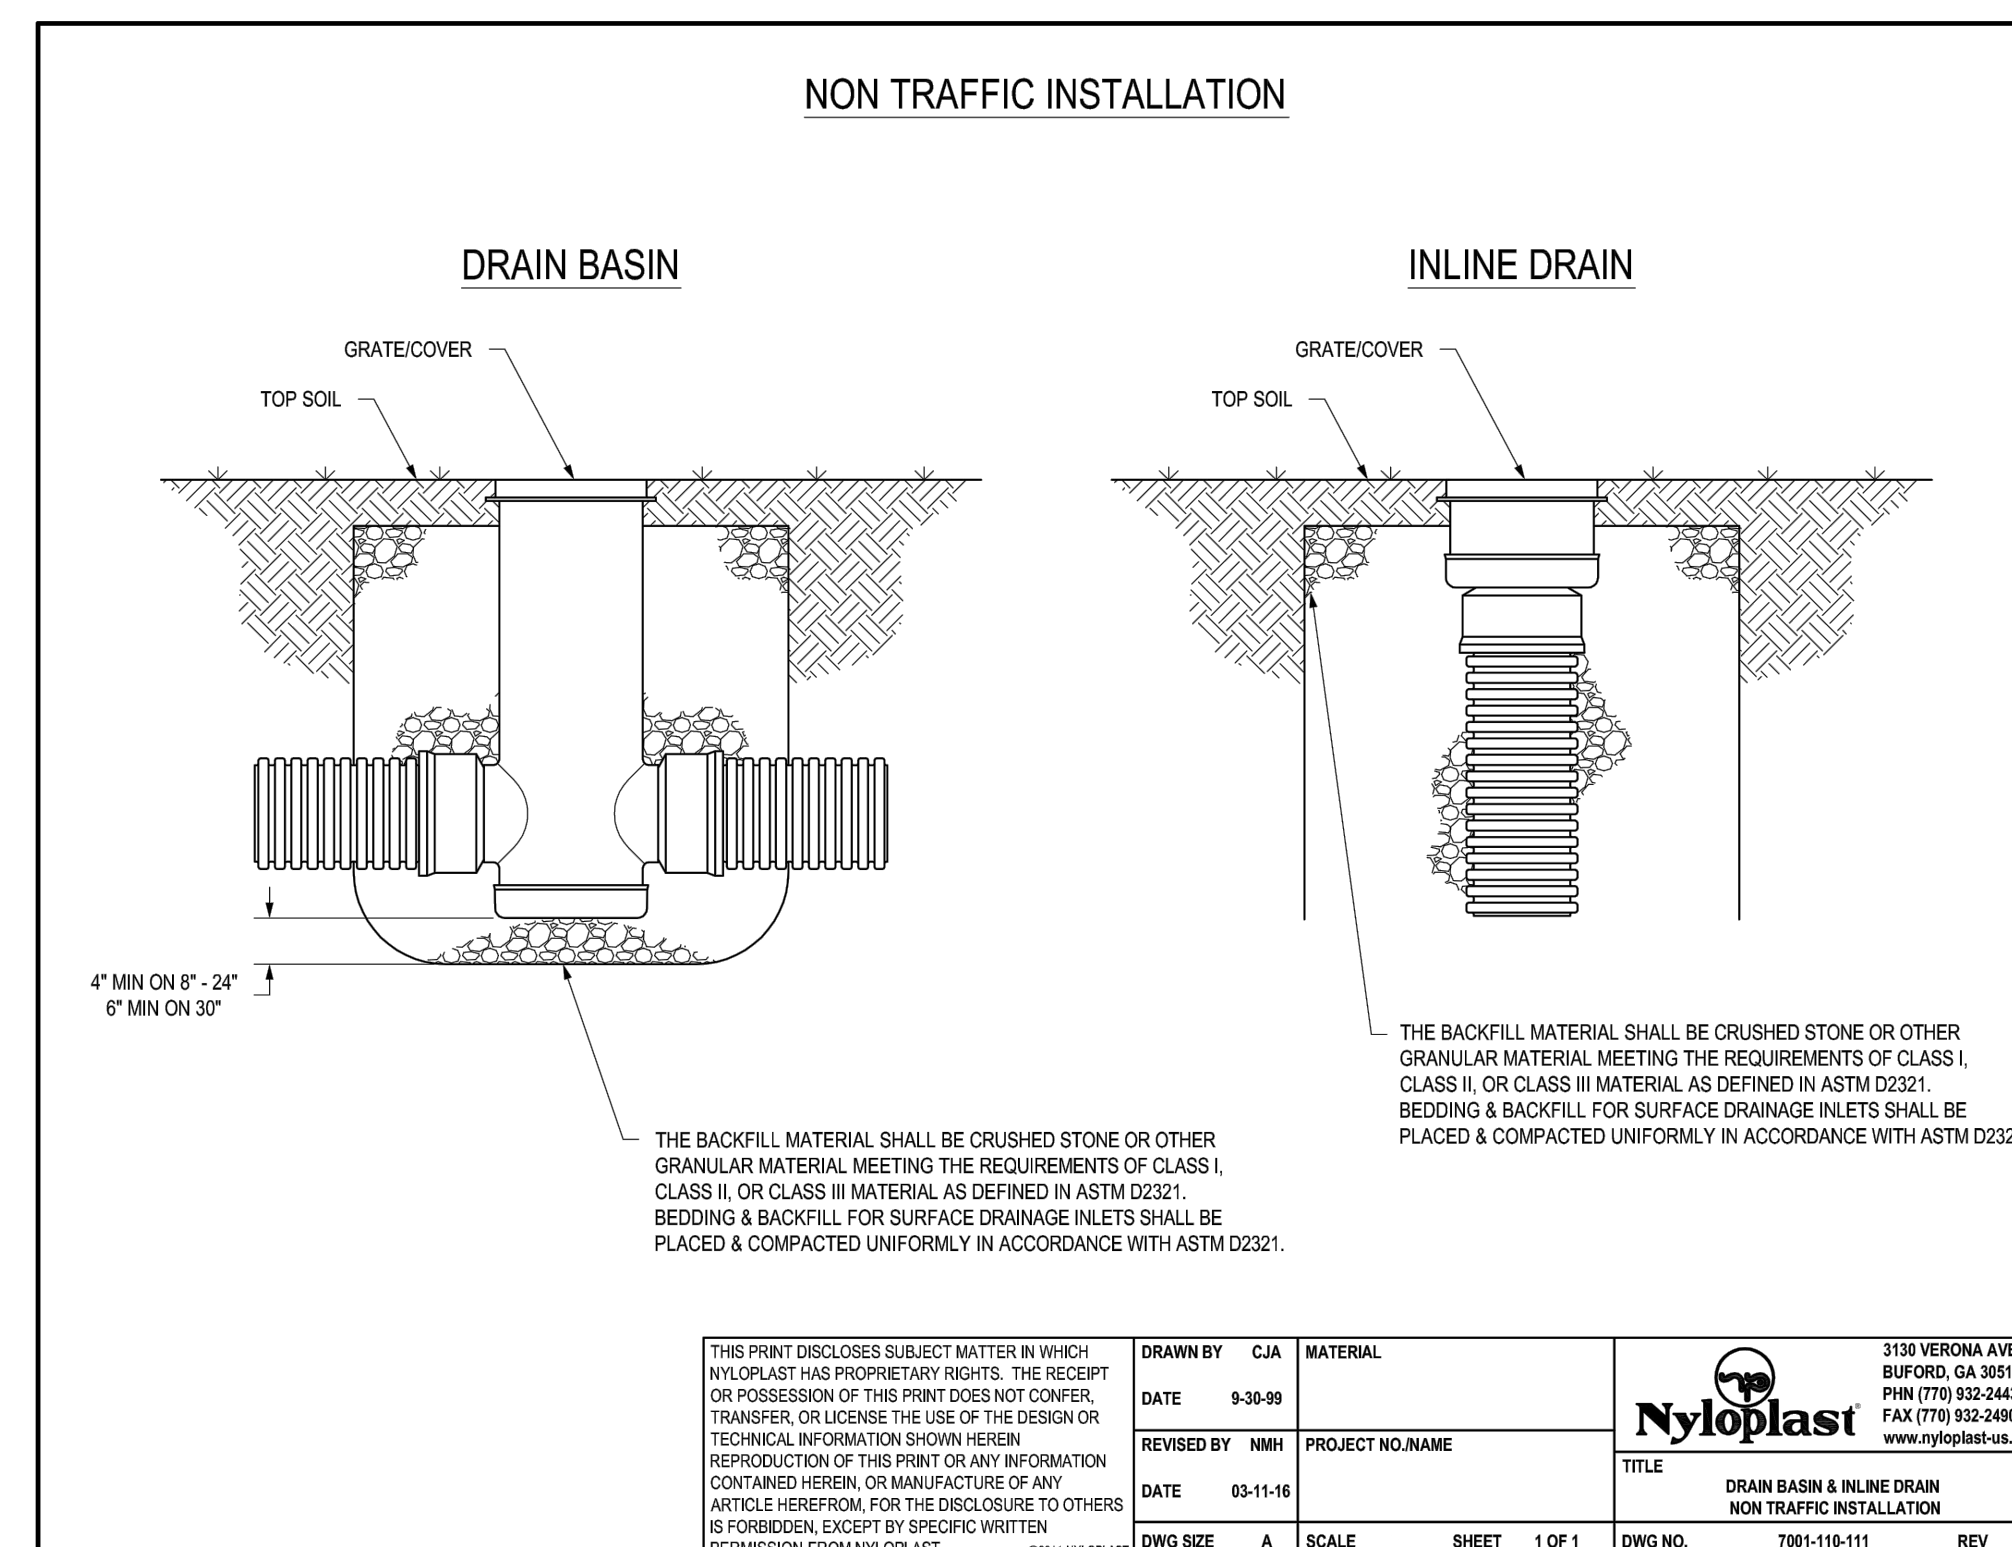 NON TRAFFIC INSTALLATION
DRAIN BASIN
GRATE/COVER
TOP SOIL
4" MIN ON 8" - 24"
6" MIN ON 30"
THE BACKFILL MATERIAL SHALL BE CRUSHED STONE OR OTHER
GRANULAR MATERIAL MEETING THE REQUIREMENTS OF CLASS I,
CLASS II, OR CLASS III MATERIAL AS DEFINED IN ASTM D2321.
BEDDING & BACKFILL FOR SURFACE DRAINAGE INLETS SHALL BE
PLACED & COMPACTED UNIFORMLY IN ACCORDANCE WITH ASTM D2321.
INLINE DRAIN
GRATE/COVER
TOP SOIL
THE BACKFILL MATERIAL SHALL BE CRUSHED STONE OR OTHER
GRANULAR MATERIAL MEETING THE REQUIREMENTS OF CLASS I,
CLASS II, OR CLASS III MATERIAL AS DEFINED IN ASTM D2321.
BEDDING & BACKFILL FOR SURFACE DRAINAGE INLETS SHALL BE
PLACED & COMPACTED UNIFORMLY IN ACCORDANCE WITH ASTM
THIS PRINT DISCLOSES SUBJECT MATTER IN WHICH
NYLOPLAST HAS PROPRIETARY RIGHTS. THE RECEIPT
OR POSSESSION OF THIS PRINT DOES NOT CONFER,
TRANSFER, OR LICENSE THE USE OF THE DESIGN OR
TECHNICAL INFORMATION SHOWN HEREIN
REPRODUCTION OF THIS PRINT OR ANY INFORMATION
CONTAINED HEREIN, OR MANUFACTURE OF ANY
ARTICLE HEREFROM, FOR THE DISCLOSURE TO OTHERS
IS FORBIDDEN, EXCEPT BY SPECIFIC WRITTEN
PERMISSION FROM NYLOPLAST
DRAWN BY CJA
DATE 9-30-99
REVISED BY NMH
DATE 03-11-16
DWG SIZE A
MATERIAL
PROJECT NO./NAME
SCALE SHEET 1 OF 1
Nyloplast
3130 VERONA AVE
BUFORD, GA
PHN (770)
FAX (770)
www.nyloplast-us.
TITLE
DRAIN BASIN & INLINE DRAIN
NON TRAFFIC INSTALLATION
DWG NO. 7001-110-111 REV